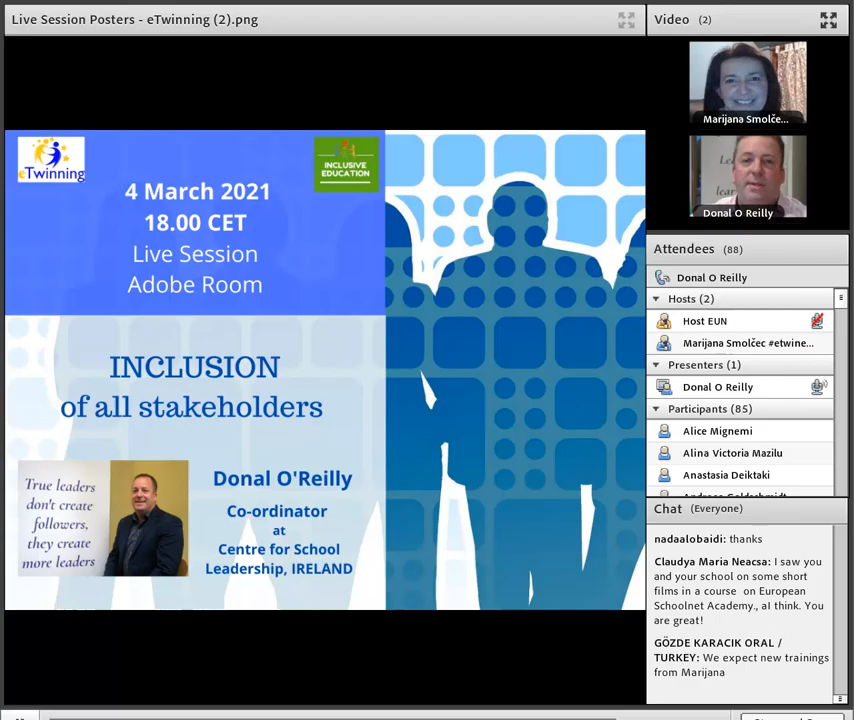 Live Session Posters - eTwinning (2).png
eTwinning
INCLUSIVE
EDUCATION
4 March 2021
18.00 CET
Live Session
Adobe Room
INCLUSION
of all stakeholders
True leaders
don't create
followers,
they create
more leaders
Donal O'Reilly
Co-ordinator
at
Centre for School
Leadership, IRELAND
Video (2)
Marijana Smolče...
Donal O Reilly
Attendees (88)
Donal O Reilly
Hosts (2)
Host EUN
Marijana Smolčec #etwine...
Presenters (1)
Donal O Reilly
Participants (85)
Alice Mignemi
Alina Victoria Mazilu
Anastasia Deiktaki
Chat (Everyone)
nadaalobaidi: thanks
Claudya Maria Neacsa: I saw you
and your school on some short
films in a course on European
Schoolnet Academy., aI think. You
are great!
GÖZDE KARACIK ORAL /
TURKEY: We expect new trainings
from Marijana